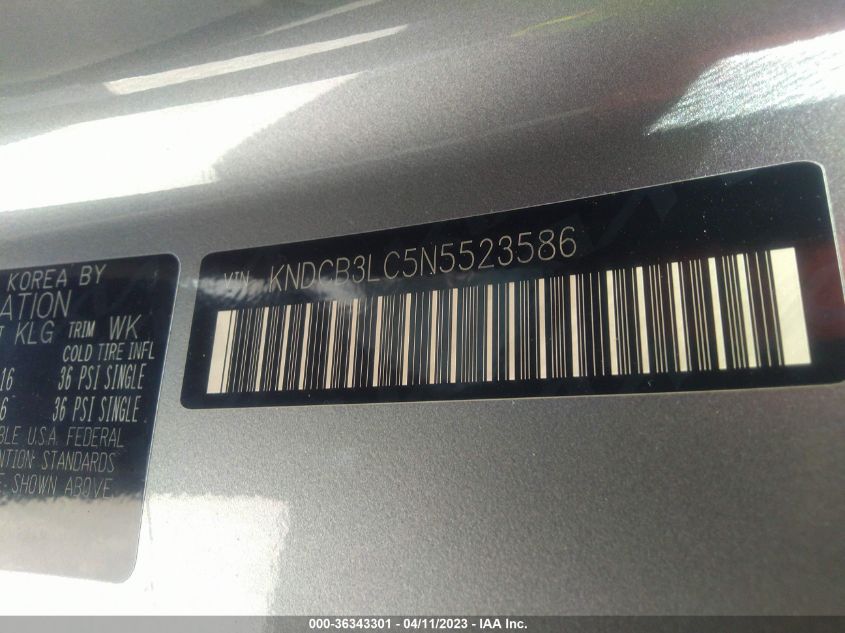 VIN KNDCB3LC5N5523586
KOREA BY
ATION
T KLG TRIM WK
COLD TIRE INFL
16 36 PSI SINGLE
6 36 PSI SINGLE
BLE U.S.A. FEDERAL
NTION STANDARDS
E SHOWN ABOVE
000-36343301 - 04/11/2023 - IAA Inc.